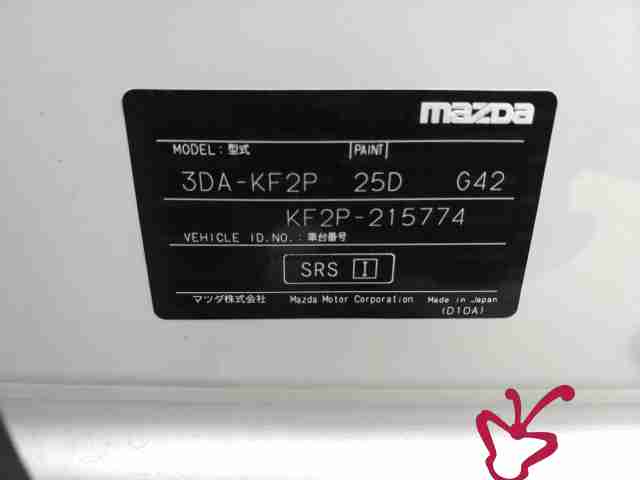 mazda
MODEL:型式 PAINT
3DA-KF2P 25D G42
KF2P-215774
VEHICLE ID.NO.:車台番号
SRS I
マツダ株式会社 Mazda Motor Corporation Made in Japan
(D10A)